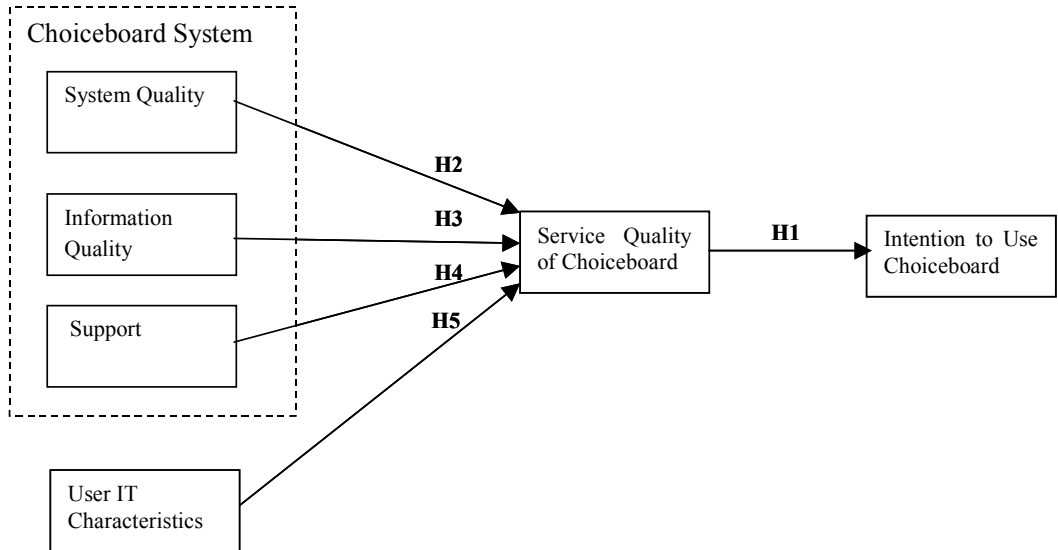 Choiceboard System
System Quality
H2
Information
Quality
H3
Service Quality
of Choiceboard
H1
Intention to Use
Choiceboard
H4
Support
H5
User IT
Characteristics